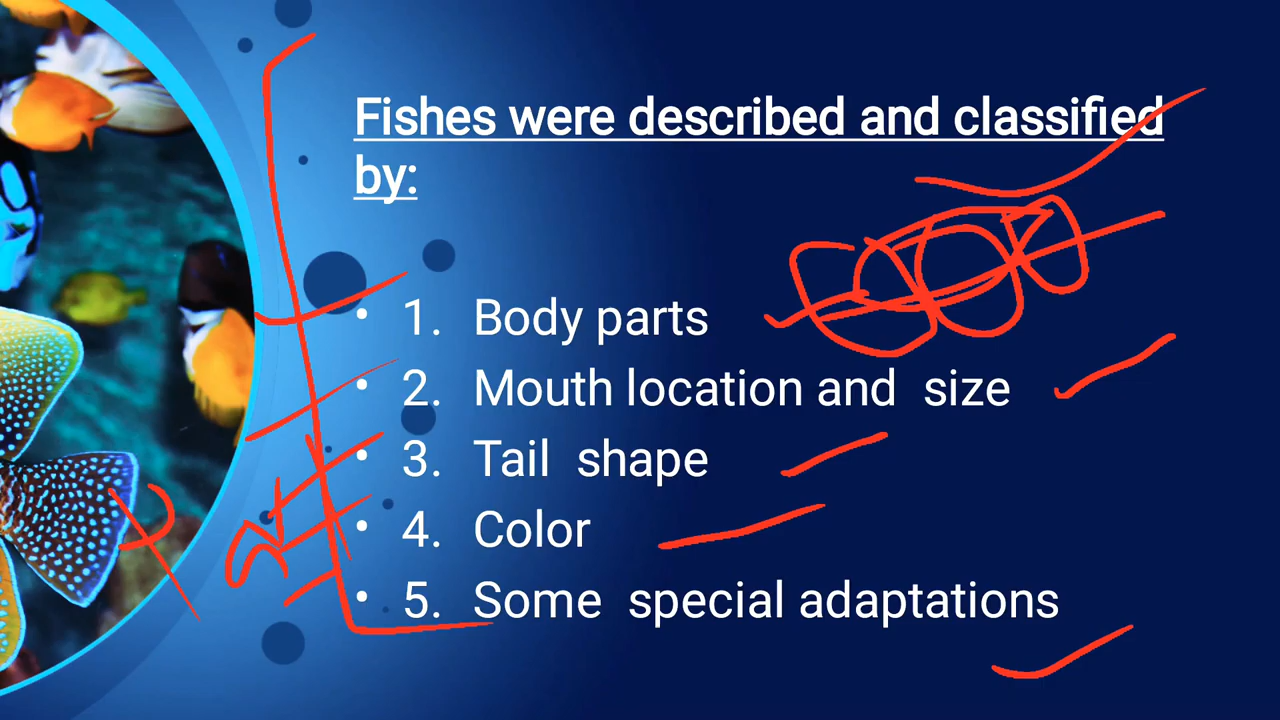 Fishes were described and classified
by:
• 1. Body parts
• 2. Mouth location and size
• 3. Tail shape
• 4. Color
• 5. Some special adaptations